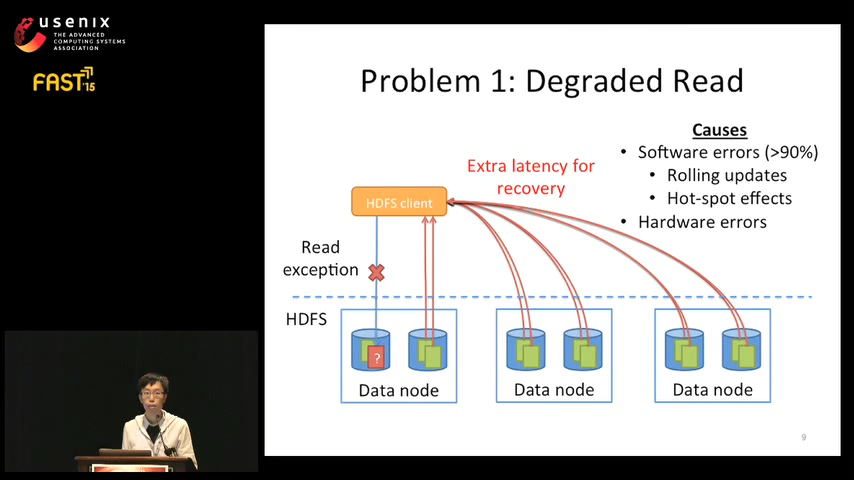 usenix
THE ADVANCED
COMPUTING SYSTEMS
ASSOCIATION
FAST'15
Problem 1: Degraded Read
Causes
• Software errors (>90%)
• Rolling updates
• Hot-spot effects
• Hardware errors
Extra latency for
recovery
HDFS client
Read
exception
HDFS
?
Data node
Data node
Data node
9